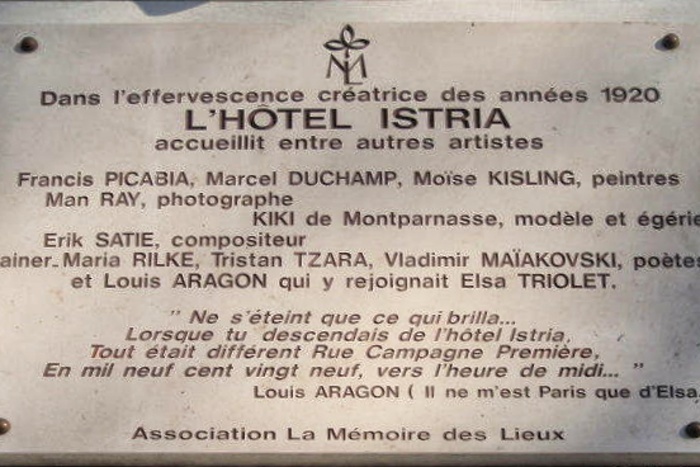 Dans l'effervescence créatrice des années 1920
L'HÔTEL ISTRIA
accueillit entre autres artistes
Francis PICABIA, Marcel DUCHAMP, Moïse KISLING, peintres
Man RAY, photographe
KIKI de Montparnasse, modèle et égérie
Erik SATIE, compositeur
ainer-Maria RILKE, Tristan TZARA, Vladimir MAÏAKOVSKI, poètes
et Louis ARAGON qui y rejoignait Elsa TRIOLET.
" Ne s'éteint que ce qui brilla...
Lorsque tu descendais de l'hôtel Istria,
Tout était différent Rue Campagne Première,
En mil neuf cent vingt neuf, vers l'heure de midi... "
Louis ARAGON ( Il ne m'est Paris que d'Elsa
Association La Mémoire des Lieux